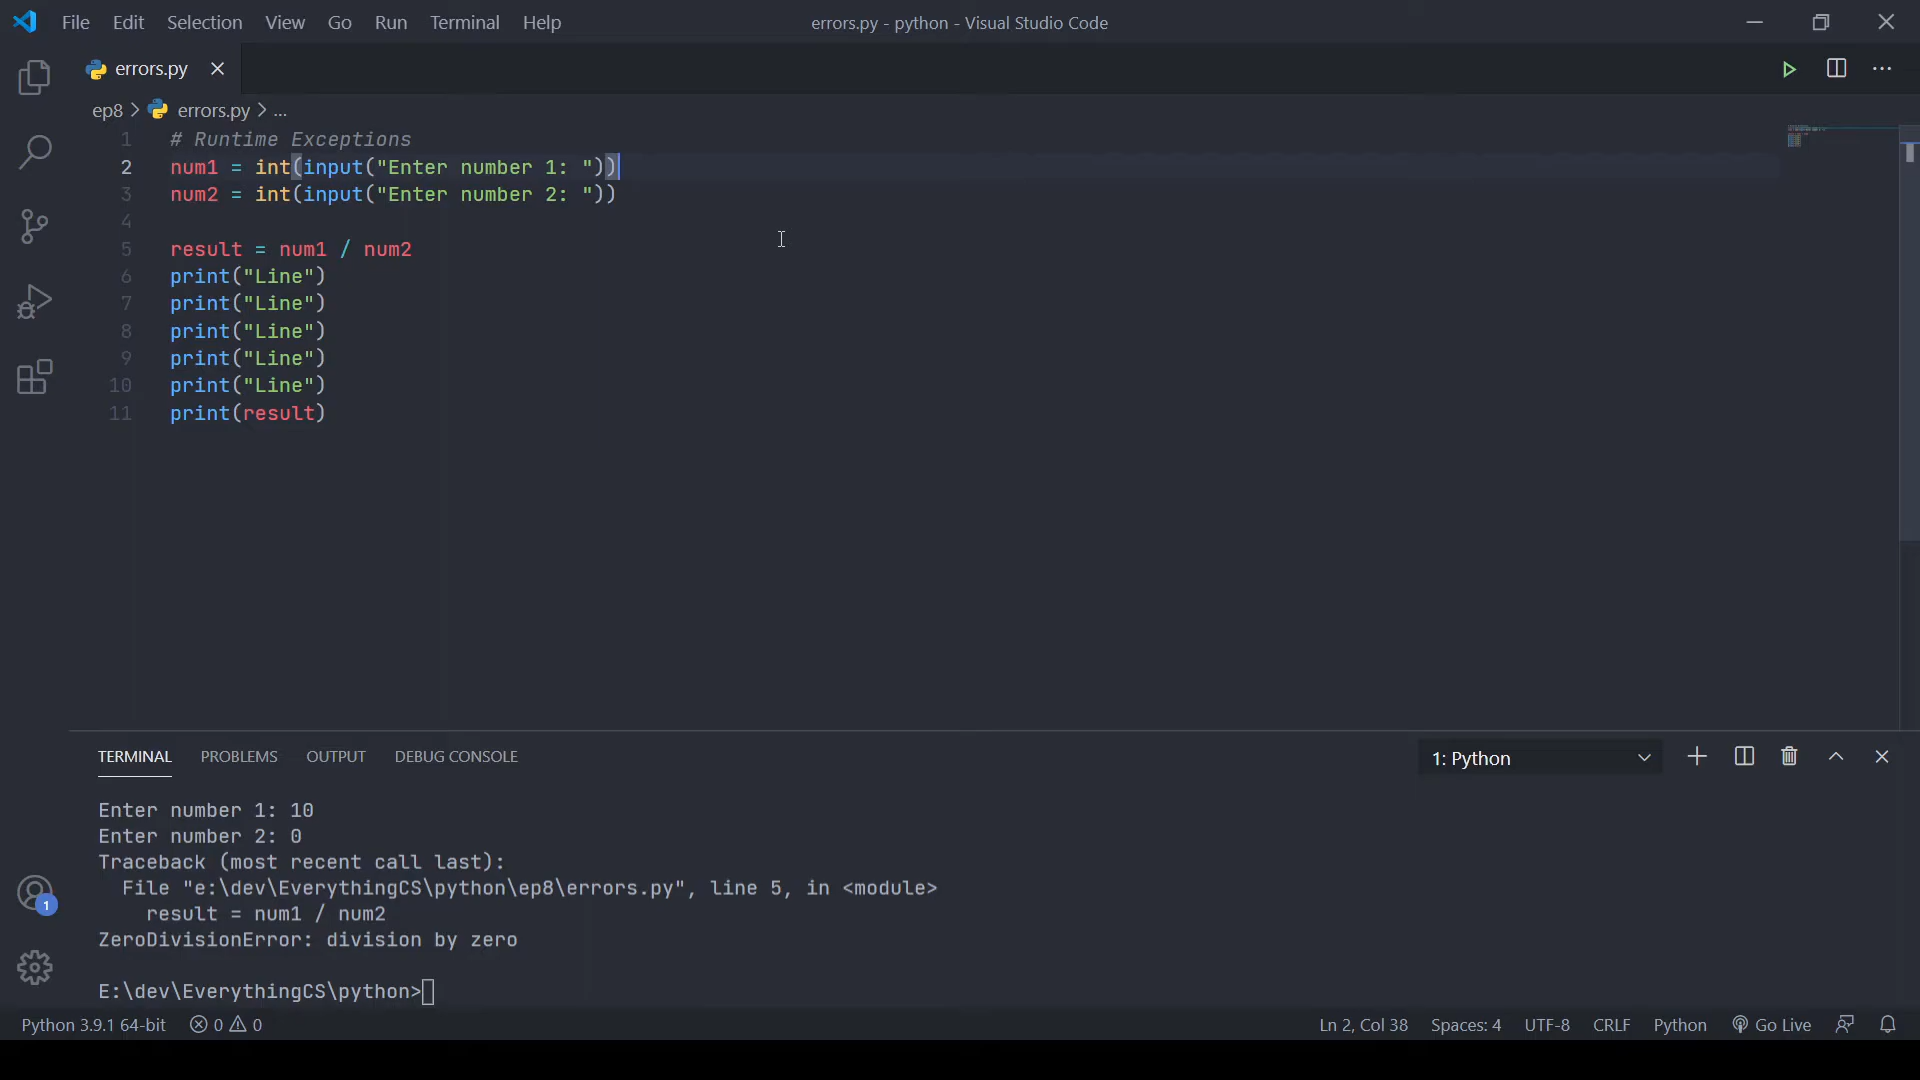 File Edit Selection View Go Run Terminal Help errors.py - python - Visual Studio Code
errors.py
ep8 > errors.py > ...
1 # Runtime Exceptions
2 num1 = int(input("Enter number 1: "))
3 num2 = int(input("Enter number 2: "))
4
5 result = num1 / num2
6 print("Line")
7 print("Line")
8 print("Line")
9 print("Line")
10 print("Line")
11 print(result)
TERMINAL PROBLEMS OUTPUT DEBUG CONSOLE 1: Python
Enter number 1: 10
Enter number 2: 0
Traceback (most recent call last):
File "e:\dev\EverythingCS\python\ep8\errors.py", line 5, in <module>
result = num1 / num2
ZeroDivisionError: division by zero
1
E:\dev\EverythingCS\python>
Python 3.9.1 64-bit 0 0 Ln 2, Col 38 Spaces: 4 UTF-8 CRLF Python Go Live